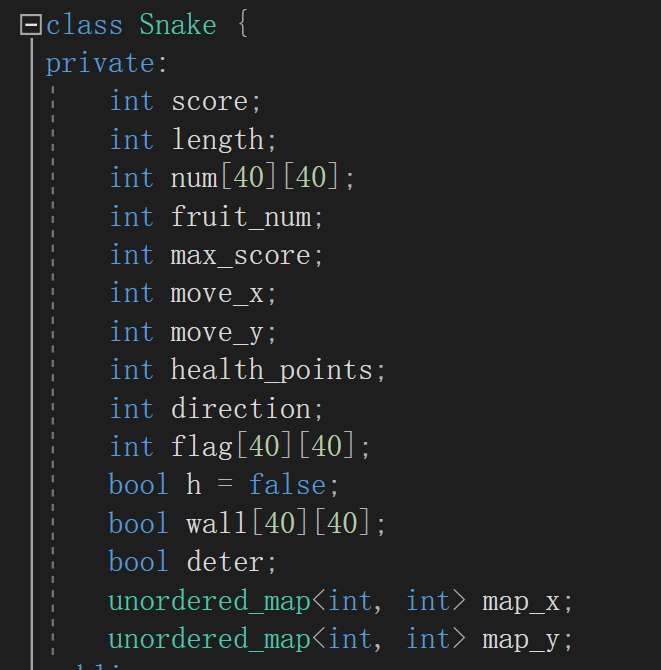 class Snake {
private:
int score;
int length;
int num[40][40];
int fruit_num;
int max_score;
int move_x;
int move_y;
int health_points;
int direction;
int flag[40][40];
bool h = false;
bool wall[40][40];
bool deter;
unordered_map<int, int> map_x;
unordered_map<int, int> map_y;